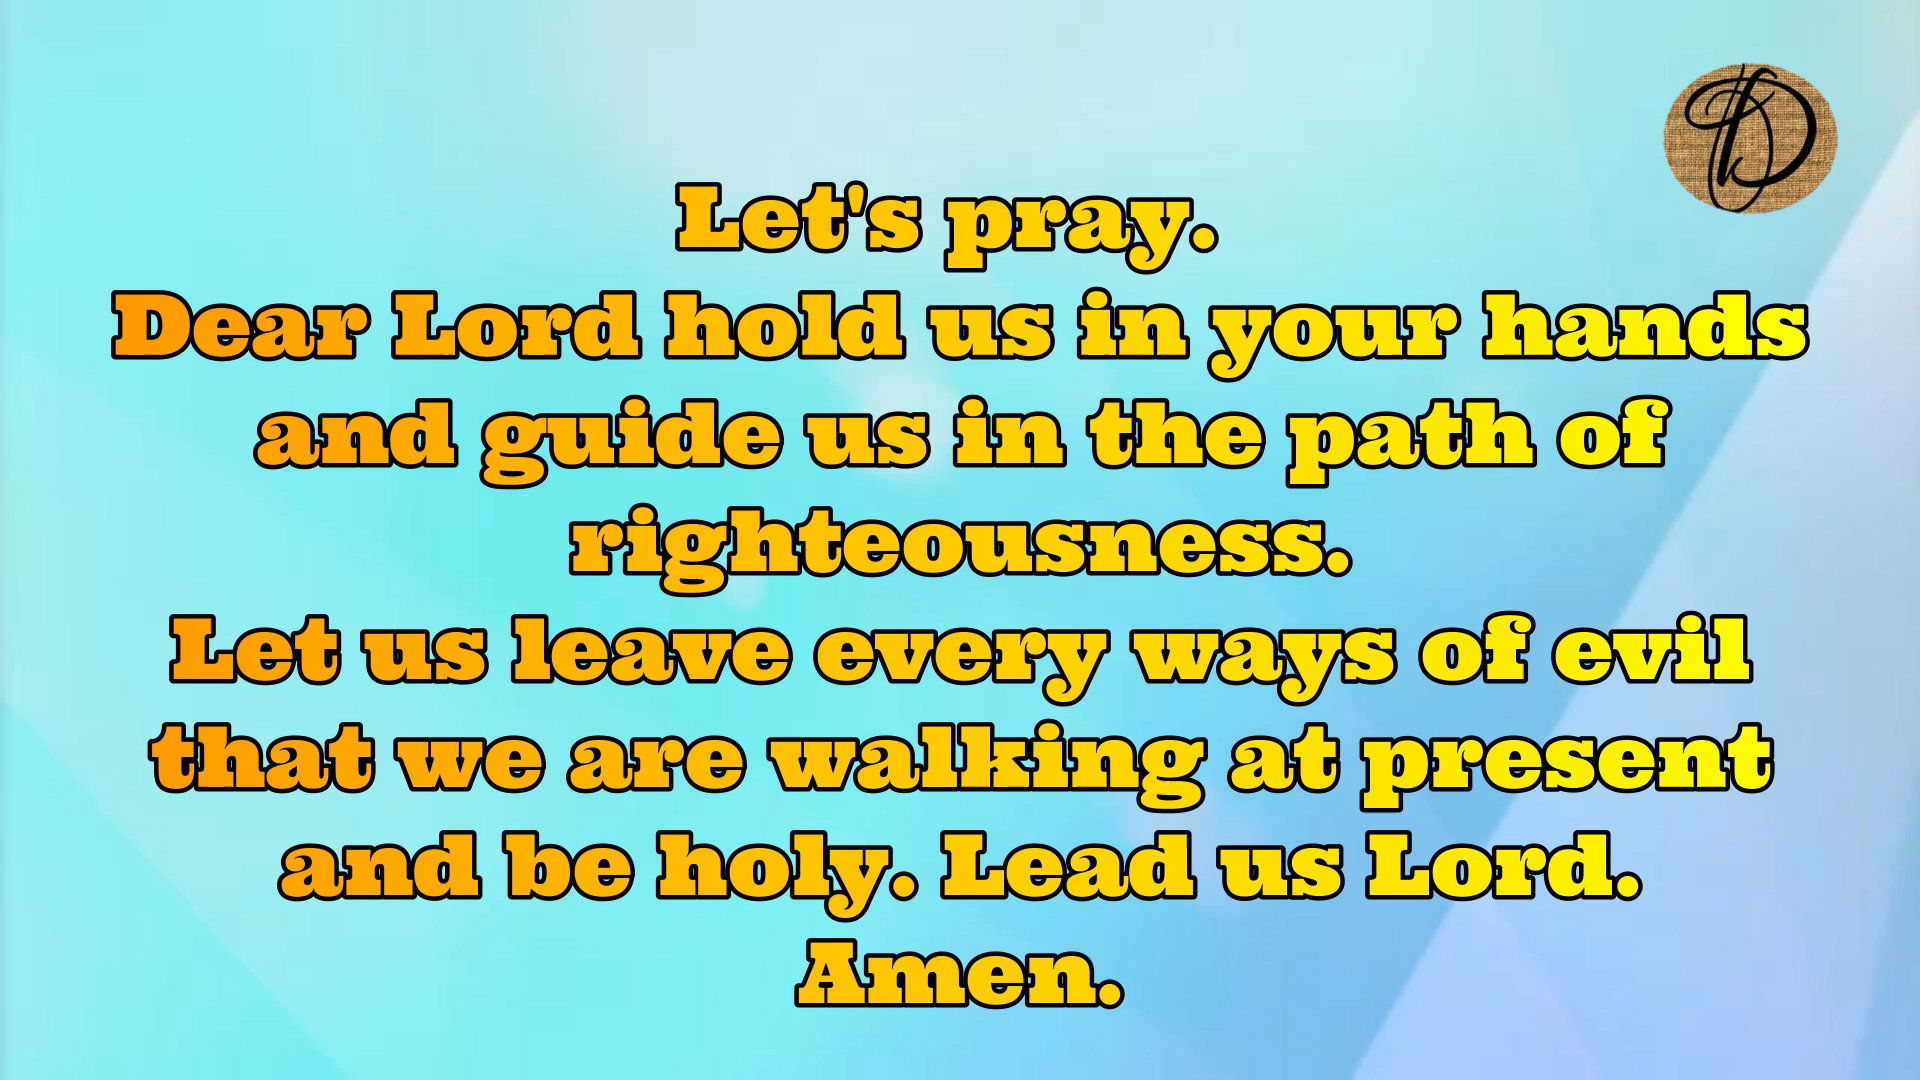 Let's pray.
Dear Lord hold us in your hands
and guide us in the path of
righteousness.
Let us leave every ways of evil
that we are walking at present
and be holy. Lead us Lord.
Amen.